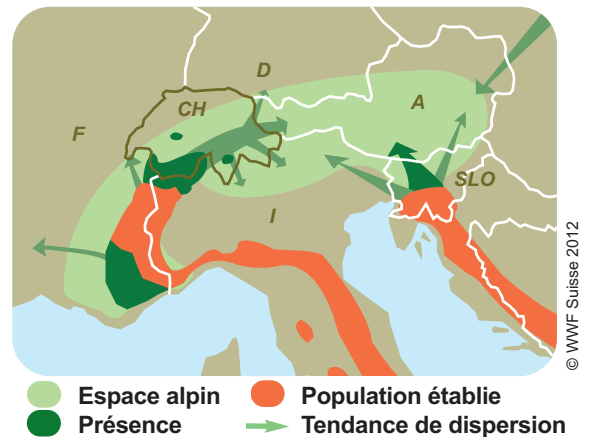 D
CH
A
F
SLO
I
© WWF Suisse 2012
Espace alpin
Population établie
Présence
Tendance de dispersion